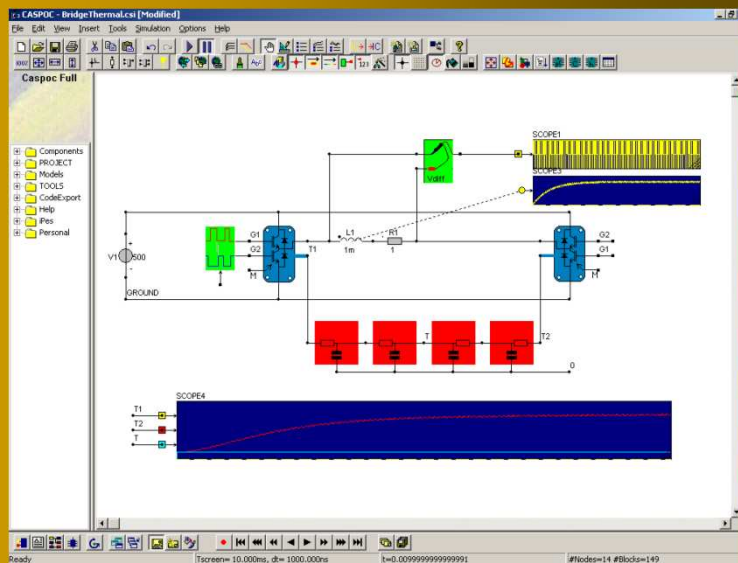 CASPOC - BridgeThermal.csi [Modified]
File Edit View Insert Tools Simulation Options Help
Caspoc Full
Components
PROJECT
Models
TOOLS
CodeExport
Help
iPes
Personal
SCOPE1
Vdiff
SCOPE3
G1
G2
M
T1
L1
1m
R1
1
G2
G1
M
V1
500
+
-
GROUND
T
T2
0
SCOPE4
T1
T2
T
Ready
Tscreen= 10.000ms, dt= 1000.000ns
t=0.009999999999991
#Nodes=14 #Blocks=149